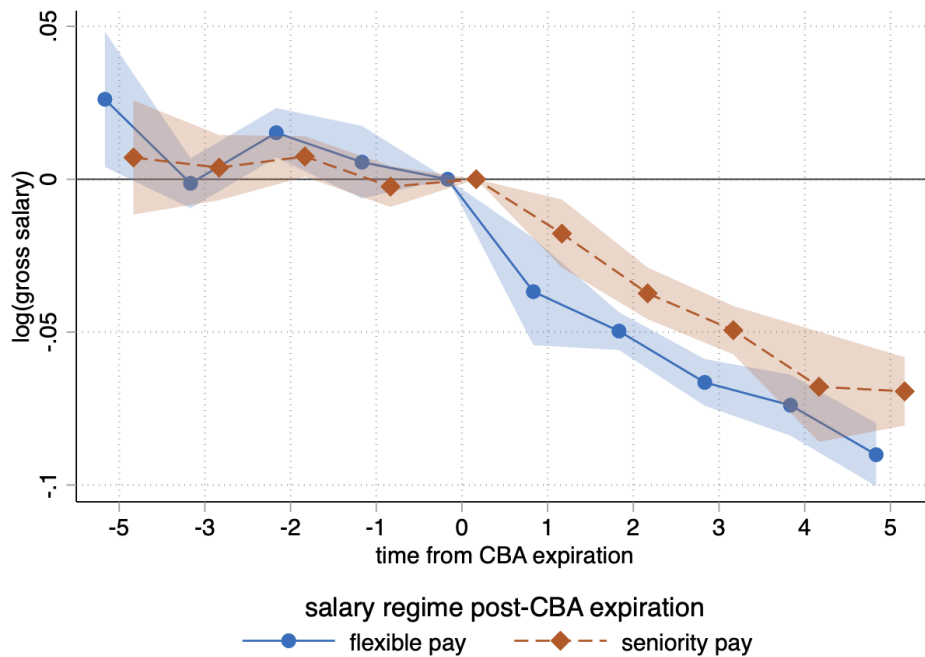 .05
0
-.05
-.1
log(gross salary)
-5 -3 -2 -1 0 1 2 3 4 5
time from CBA expiration
salary regime post-CBA expiration
flexible pay seniority pay